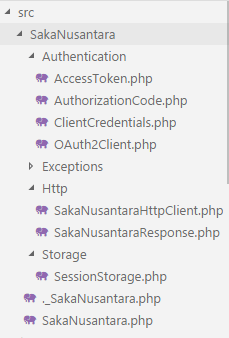 src
SakaNusantara
Authentication
AccessToken.php
AuthorizationCode.php
ClientCredentials.php
OAuth2Client.php
Exceptions
Http
SakaNusantaraHttpClient.php
SakaNusantaraResponse.php
Storage
SessionStorage.php
._SakaNusantara.php
SakaNusantara.php